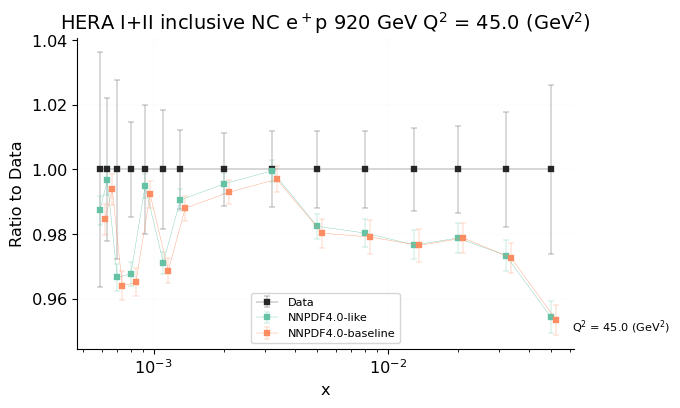 HERA I+II inclusive NC e⁺p 920 GeV Q² = 45.0 (GeV²)
1.04
1.02
1.00
0.98
0.96
Ratio to Data
Data
NNPDF4.0-like
NNPDF4.0-baseline
Q² = 45.0 (GeV²)
10⁻³
10⁻²
x